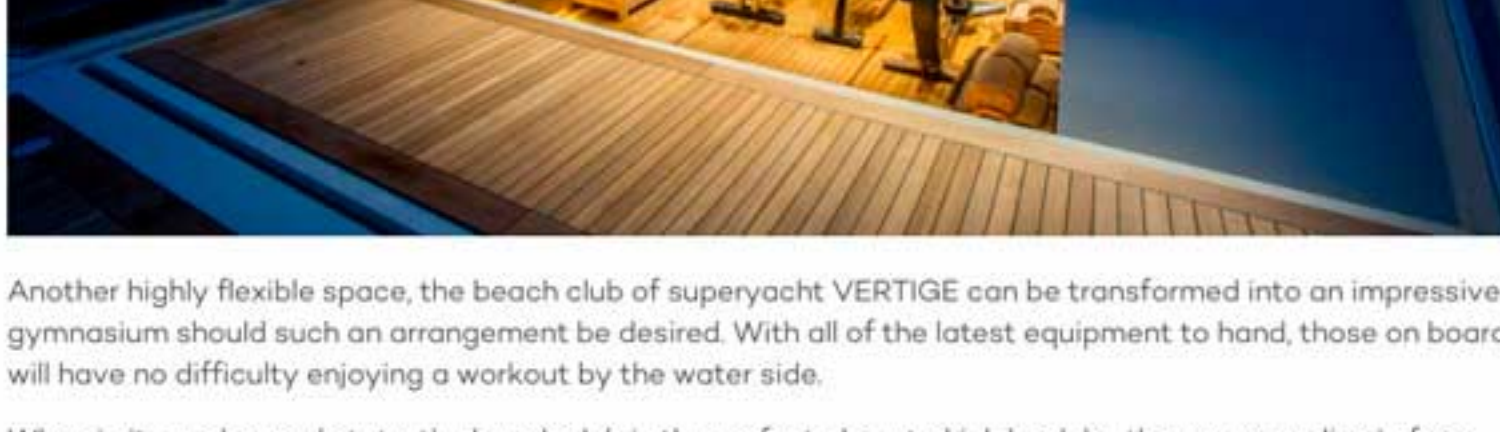 Another highly flexible space, the beach club of superyacht VERTIGE can be transformed into an impressive
gymnasium should such an arrangement be desired. With all of the latest equipment to hand, those on board
will have no difficulty enjoying a workout by the water side.